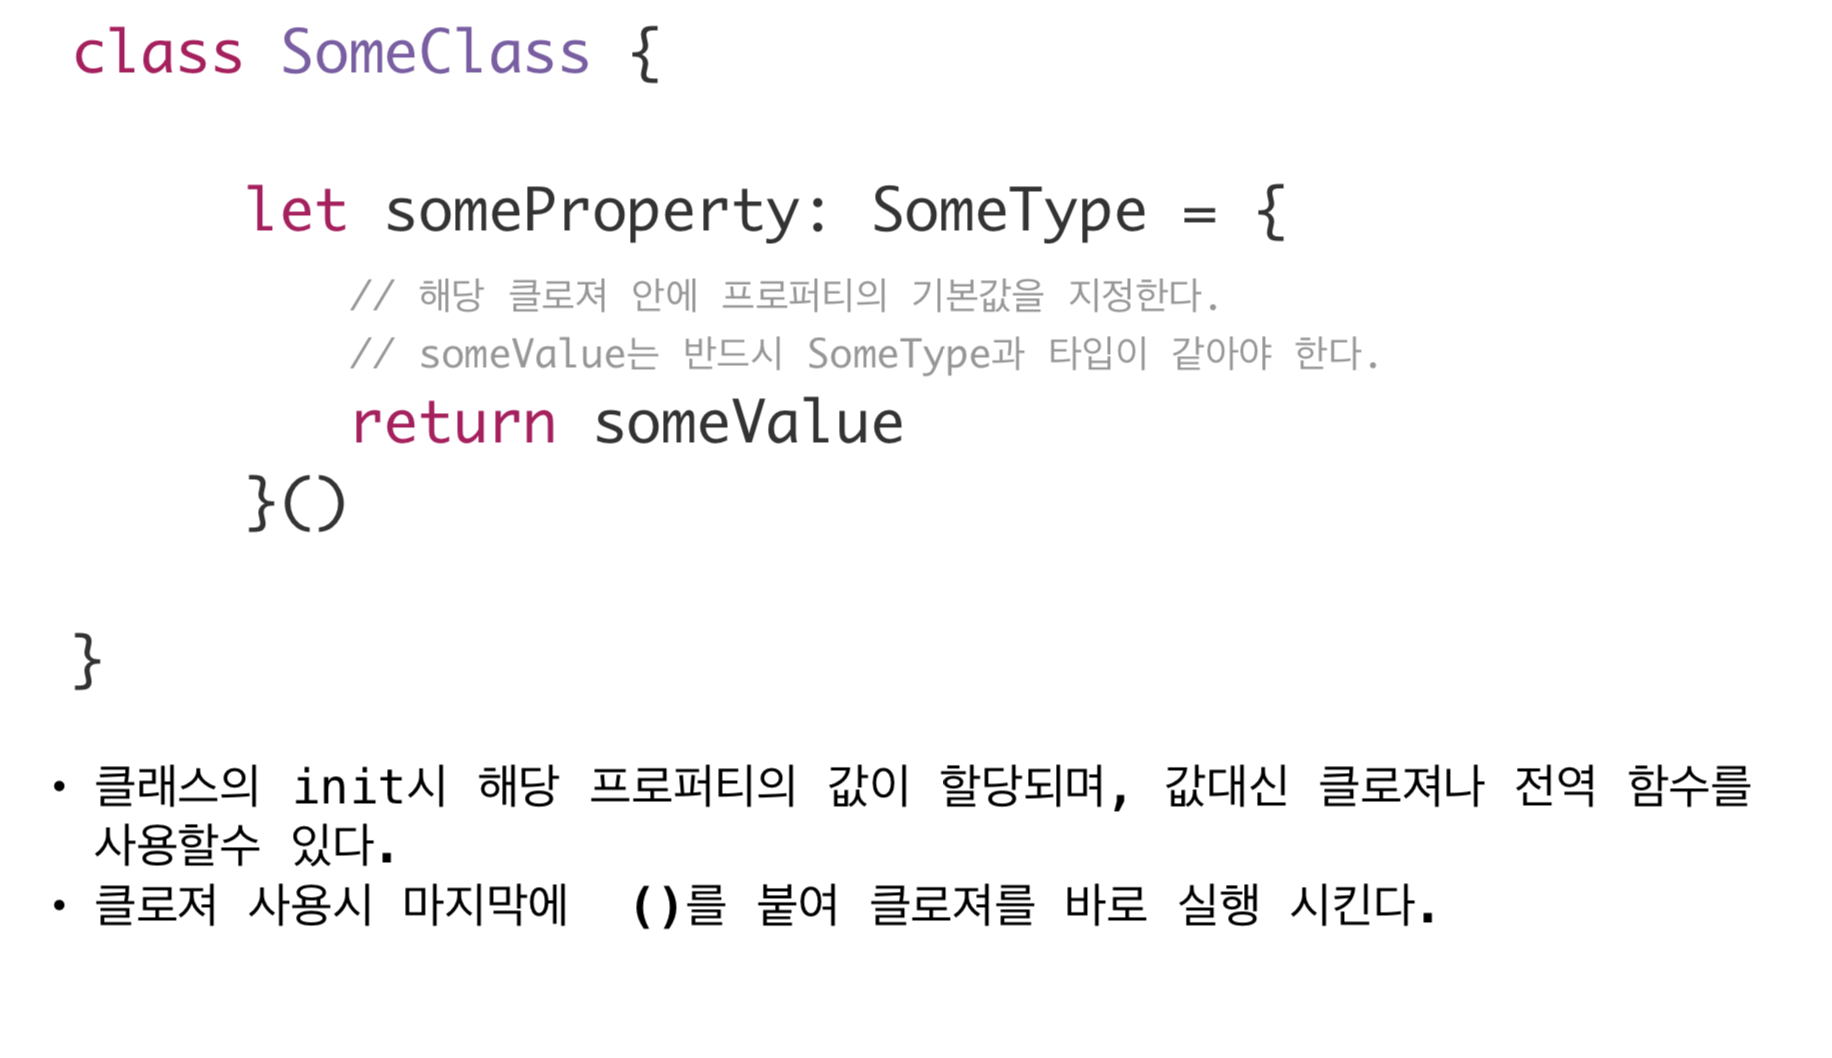 class SomeClass {
let someProperty: SomeType = {
// 해당 클로져 안에 프로퍼티의 기본값을 지정한다.
// someValue는 반드시 SomeType과 타입이 같아야 한다.
return someValue
}()
}
• 클래스의 init시 해당 프로퍼티의 값이 할당되며, 값대신 클로져나 전역 함수를
사용할수 있다.
• 클로져 사용시 마지막에 ()를 붙여 클로져를 바로 실행 시킨다.